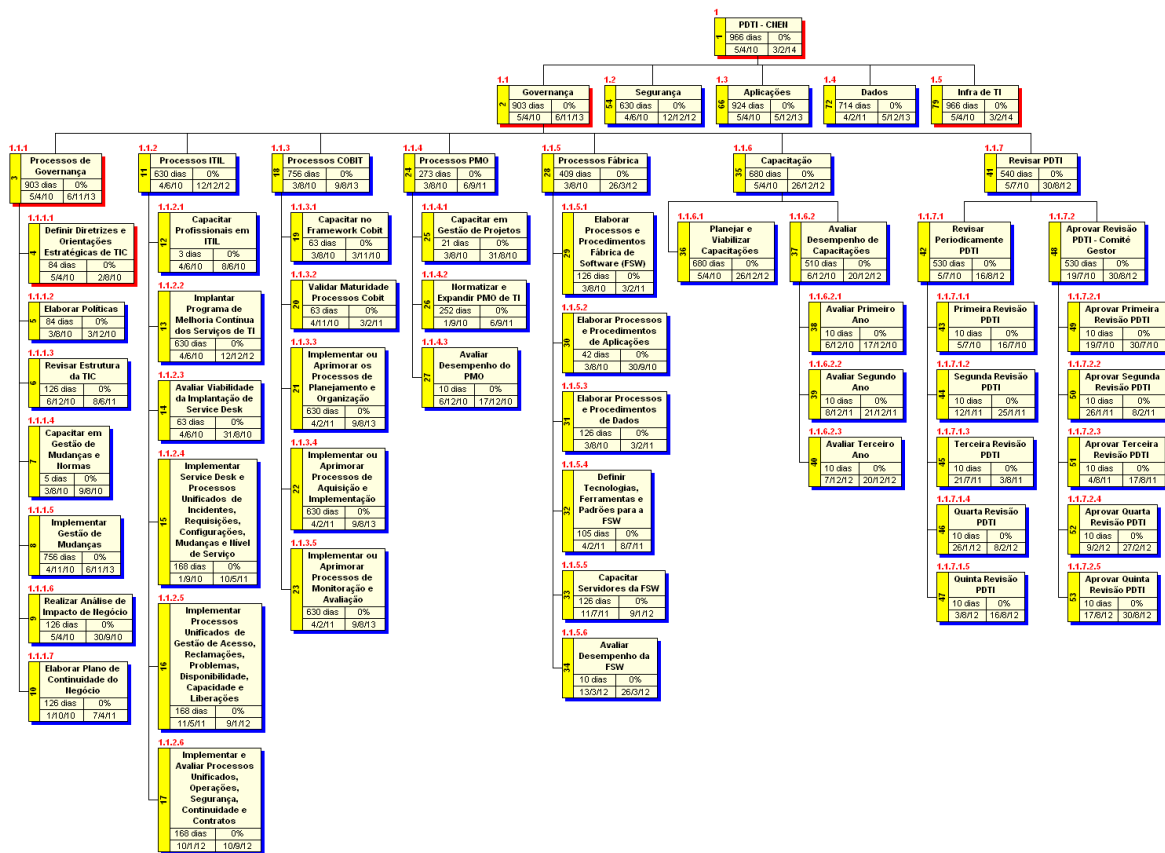 1
PDTI - CNEN
1
966 dias 0%
5/4/10 3/2/14
1.1
Governança
2
903 dias 0%
5/4/10 6/11/13
1.2
Segurança
54
630 dias 0%
4/6/10 12/12/12
1.3
Aplicações
66
924 dias 0%
5/4/10 5/12/13
1.4
Dados
72
714 dias 0%
4/2/11 5/12/13
1.5
Infra de TI
79
966 dias 0%
5/4/10 3/2/14
1.1.1
Processos de
Governança
3
903 dias 0%
5/4/10 6/11/13
1.1.2
Processos ITIL
11
630 dias 0%
4/6/10 12/12/12
1.1.3
Processos COBIT
18
756 dias 0%
3/8/10 9/8/13
1.1.4
Processos PMO
24
273 dias 0%
3/8/10 6/9/11
1.1.5
Processos Fábrica
28
409 dias 0%
3/8/10 26/3/12
1.1.6
Capacitação
35
680 dias 0%
5/4/10 26/12/12
1.1.7
Revisar PDTI
41
540 dias 0%
5/7/10 30/8/12
1.1.1.1
Definir Diretrizes e
Orientações
Estratégicas de TIC
4
84 dias 0%
5/4/10 2/8/10
1.1.1.2
Elaborar Políticas
5
84 dias 0%
3/8/10 3/12/10
1.1.1.3
Revisar Estrutura
da TIC
6
126 dias 0%
6/12/10 8/6/11
1.1.1.4
Capacitar em
Gestão de
Mudanças e
Normas
7
5 dias 0%
3/8/10 9/8/10
1.1.1.5
Implementar
Gestão de
Mudanças
8
756 dias 0%
4/11/10 6/11/13
1.1.1.6
Realizar Análise de
Impacto de Negócio
9
126 dias 0%
5/4/10 30/9/10
1.1.1.7
Elaborar Plano de
Continuidade do
Negócio
10
126 dias 0%
1/10/10 7/4/11
1.1.2.1
Capacitar
Profissionais em
ITIL
12
3 dias 0%
4/6/10 8/6/10
1.1.2.2
Implantar
Programa de
Melhoria Contínua
dos Serviços de TI
13
630 dias 0%
4/6/10 12/12/12
1.1.2.3
Avaliar Viabilidade
da Implantação de
Service Desk
14
63 dias 0%
4/6/10 31/8/10
1.1.2.4
Implementar
Service Desk e
Processos
Unificados de
Incidentes,
Requisições,
Configurações,
Mudanças e Nível
de Serviço
15
168 dias 0%
1/9/10 10/5/11
1.1.2.5
Implementar
Processos
Unificados de
Gestão de Acesso,
Reclamações,
Problemas,
Disponibilidade,
Capacidade e
Liberações
16
168 dias 0%
11/5/11 9/1/12
1.1.2.6
Implementar e
Avaliar Processos
Unificados,
Operações,
Segurança,
Continuidade e
Contratos
17
168 dias 0%
10/1/12 10/9/12
1.1.3.1
Capacitar no
Framework Cobit
19
63 dias 0%
3/8/10 3/11/10
1.1.3.2
Validar Maturidade
Processos Cobit
20
63 dias 0%
4/11/10 3/2/11
1.1.3.3
Implementar ou
Aprimorar os
Processos de
Planejamento e
Organização
21
630 dias 0%
4/2/11 9/8/13
1.1.3.4
Implementar ou
Aprimorar
Processos de
Aquisição e
Implementação
22
630 dias 0%
4/2/11 9/8/13
1.1.3.5
Implementar ou
Aprimorar
Processos de
Monitoração e
Avaliação
23
630 dias 0%
4/2/11 9/8/13
1.1.4.1
Capacitar em
Gestão de Projetos
25
21 dias 0%
3/8/10 31/8/10
1.1.4.2
Normatizar e
Expandir PMO de TI
26
252 dias 0%
1/9/10 6/9/11
1.1.4.3
Avaliar
Desempenho do
PMO
27
10 dias 0%
6/12/10 17/12/10
1.1.5.1
Elaborar
Processos e
Procedimentos
Fábrica de
Software (FSW)
29
126 dias 0%
3/8/10 3/2/11
1.1.5.2
Elaborar Processos
e Procedimentos
de Aplicações
30
42 dias 0%
3/8/10 30/9/10
1.1.5.3
Elaborar Processos
e Procedimentos
de Dados
31
126 dias 0%
3/8/10 3/2/11
1.1.5.4
Definir
Tecnologias,
Ferramentas e
Padrões para a
FSW
32
105 dias 0%
4/2/11 8/7/11
1.1.5.5
Capacitar
Servidores da FSW
33
126 dias 0%
11/7/11 9/1/12
1.1.5.6
Avaliar
Desempenho da
FSW
34
10 dias 0%
13/3/12 26/3/12
1.1.6.1
Planejar e
Viabilizar
Capacitações
36
680 dias 0%
5/4/10 26/12/12
1.1.6.2
Avaliar
Desempenho de
Capacitações
37
510 dias 0%
6/12/10 20/12/12
1.1.6.2.1
Avaliar Primeiro
Ano
38
10 dias 0%
6/12/10 17/12/10
1.1.6.2.2
Avaliar Segundo
Ano
39
10 dias 0%
8/12/11 21/12/11
1.1.6.2.3
Avaliar Terceiro
Ano
40
10 dias 0%
7/12/12 20/12/12
1.1.7.1
Revisar
Periodicamente
PDTI
42
530 dias 0%
5/7/10 16/8/12
1.1.7.1.1
Primeira Revisão
PDTI
43
10 dias 0%
5/7/10 16/7/10
1.1.7.1.2
Segunda Revisão
PDTI
44
10 dias 0%
12/1/11 25/1/11
1.1.7.1.3
Terceira Revisão
PDTI
45
10 dias 0%
21/7/11 3/8/11
1.1.7.1.4
Quarta Revisão
PDTI
46
10 dias 0%
26/1/12 8/2/12
1.1.7.1.5
Quinta Revisão
PDTI
47
10 dias 0%
3/8/12 16/8/12
1.1.7.2
Aprovar Revisão
PDTI - Comitê
Gestor
48
530 dias 0%
19/7/10 30/8/12
1.1.7.2.1
Aprovar Primeira
Revisão PDTI
49
10 dias 0%
19/7/10 30/7/10
1.1.7.2.2
Aprovar Segunda
Revisão PDTI
50
10 dias 0%
26/1/11 8/2/11
1.1.7.2.3
Aprovar Terceira
Revisão PDTI
51
10 dias 0%
4/8/11 17/8/11
1.1.7.2.4
Aprovar Quarta
Revisão PDTI
52
10 dias 0%
9/2/12 27/2/12
1.1.7.2.5
Aprovar Quinta
Revisão PDTI
53
10 dias 0%
17/8/12 30/8/12